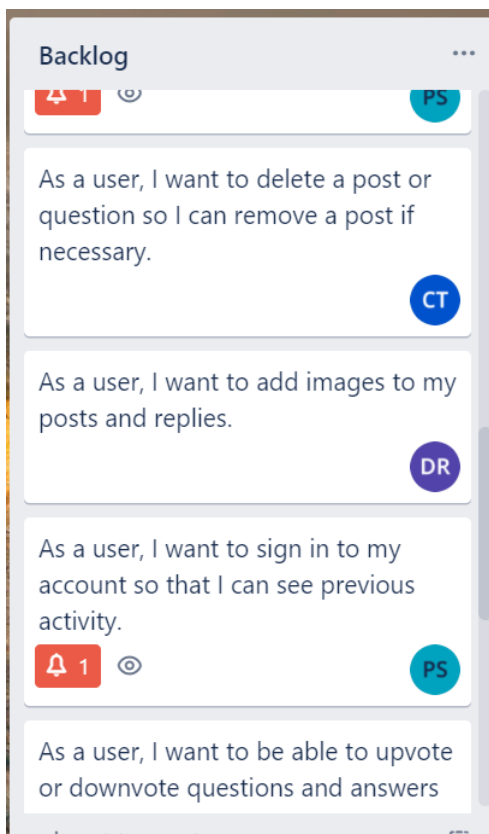 Backlog
1
PS
As a user, I want to delete a post or
question so I can remove a post if
necessary.
CT
As a user, I want to add images to my
posts and replies.
DR
As a user, I want to sign in to my
account so that I can see previous
activity.
1
PS
As a user, I want to be able to upvote
or downvote questions and answers